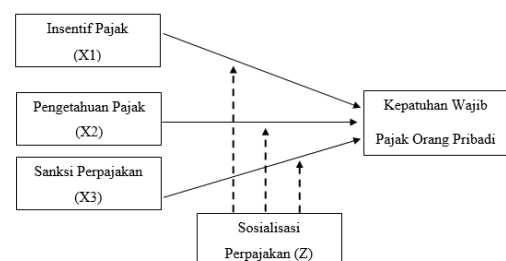 Insentif Pajak
(X1)
Pengetahuan Pajak
(X2)
Sanksi Perpajakan
(X3)
Kepatuhan Wajib
Pajak Orang Pribadi
Sosialisasi
Perpajakan (Z)